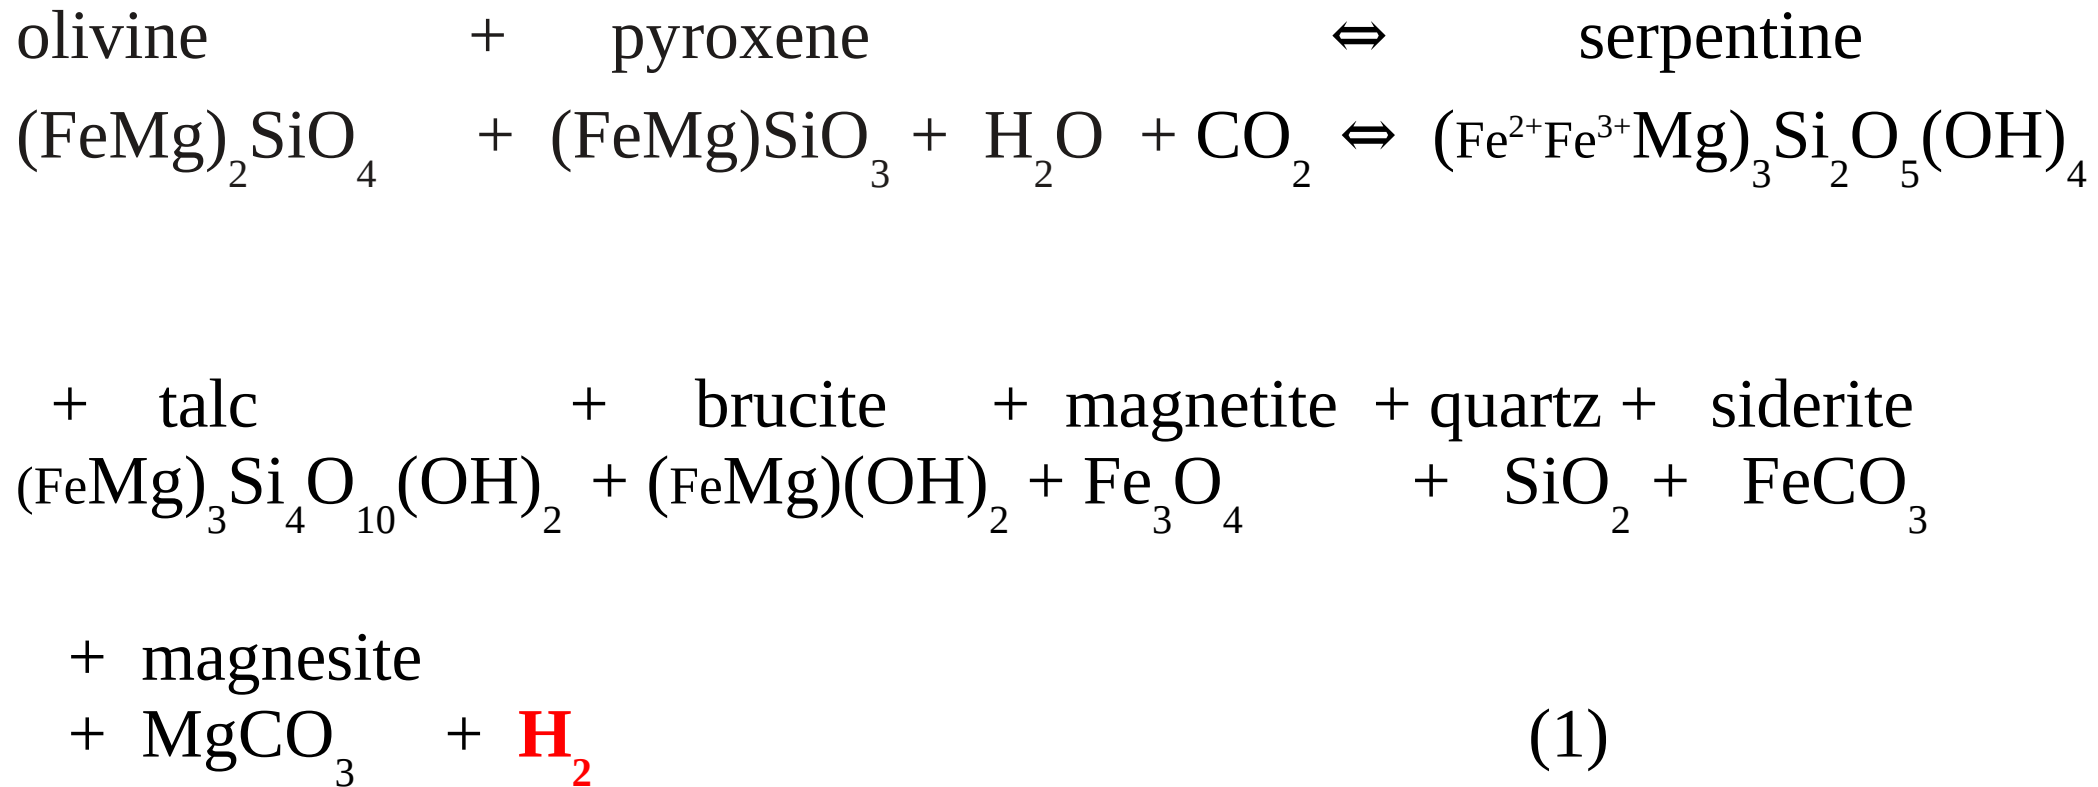 olivine + pyroxene ⇔ serpentine
(FeMg)₂SiO₄ + (FeMg)SiO₃ + H₂O + CO₂ ⇔ (Fe²⁺Fe³⁺Mg)₃Si₂O₅(OH)₄
+ talc + brucite + magnetite + quartz + siderite
(FeMg)₃Si₄O₁₀(OH)₂ + (FeMg)(OH)₂ + Fe₃O₄ + SiO₂ + FeCO₃
+ magnesite
+ MgCO₃ + H₂ (1)